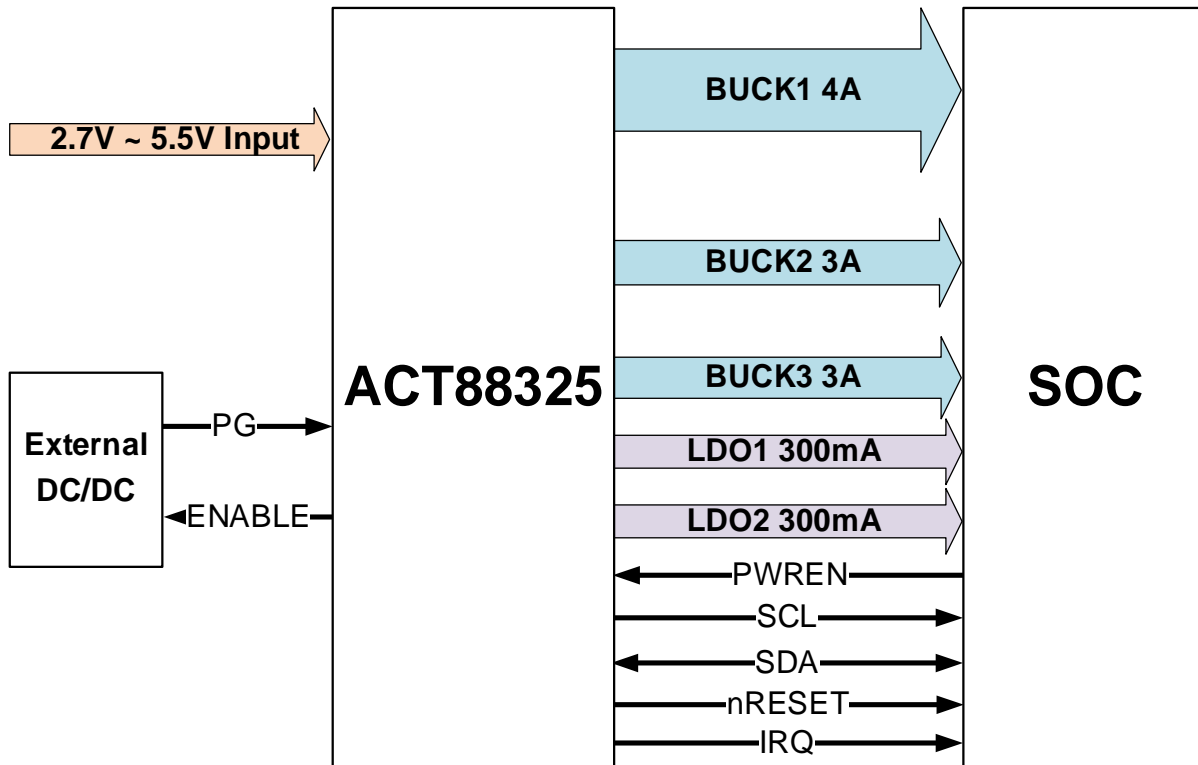 2.7V ~ 5.5V Input
External
DC/DC
PG
ENABLE
ACT88325
BUCK1 4A
BUCK2 3A
BUCK3 3A
LDO1 300mA
LDO2 300mA
PWREN
SCL
SDA
nRESET
IRQ
SOC